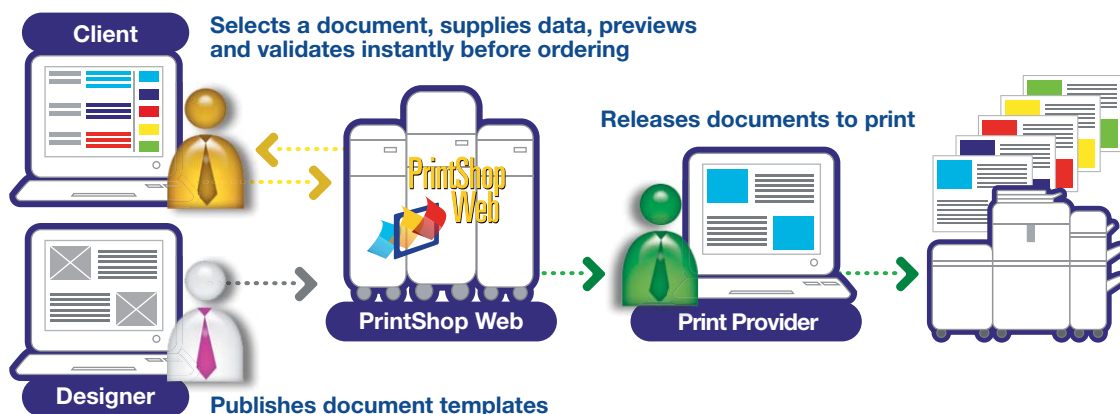 Client
Selects a document, supplies data, previews
and validates instantly before ordering
Releases documents to print
PrintShop
Web
PrintShop Web
Print Provider
Designer
Publishes document templates